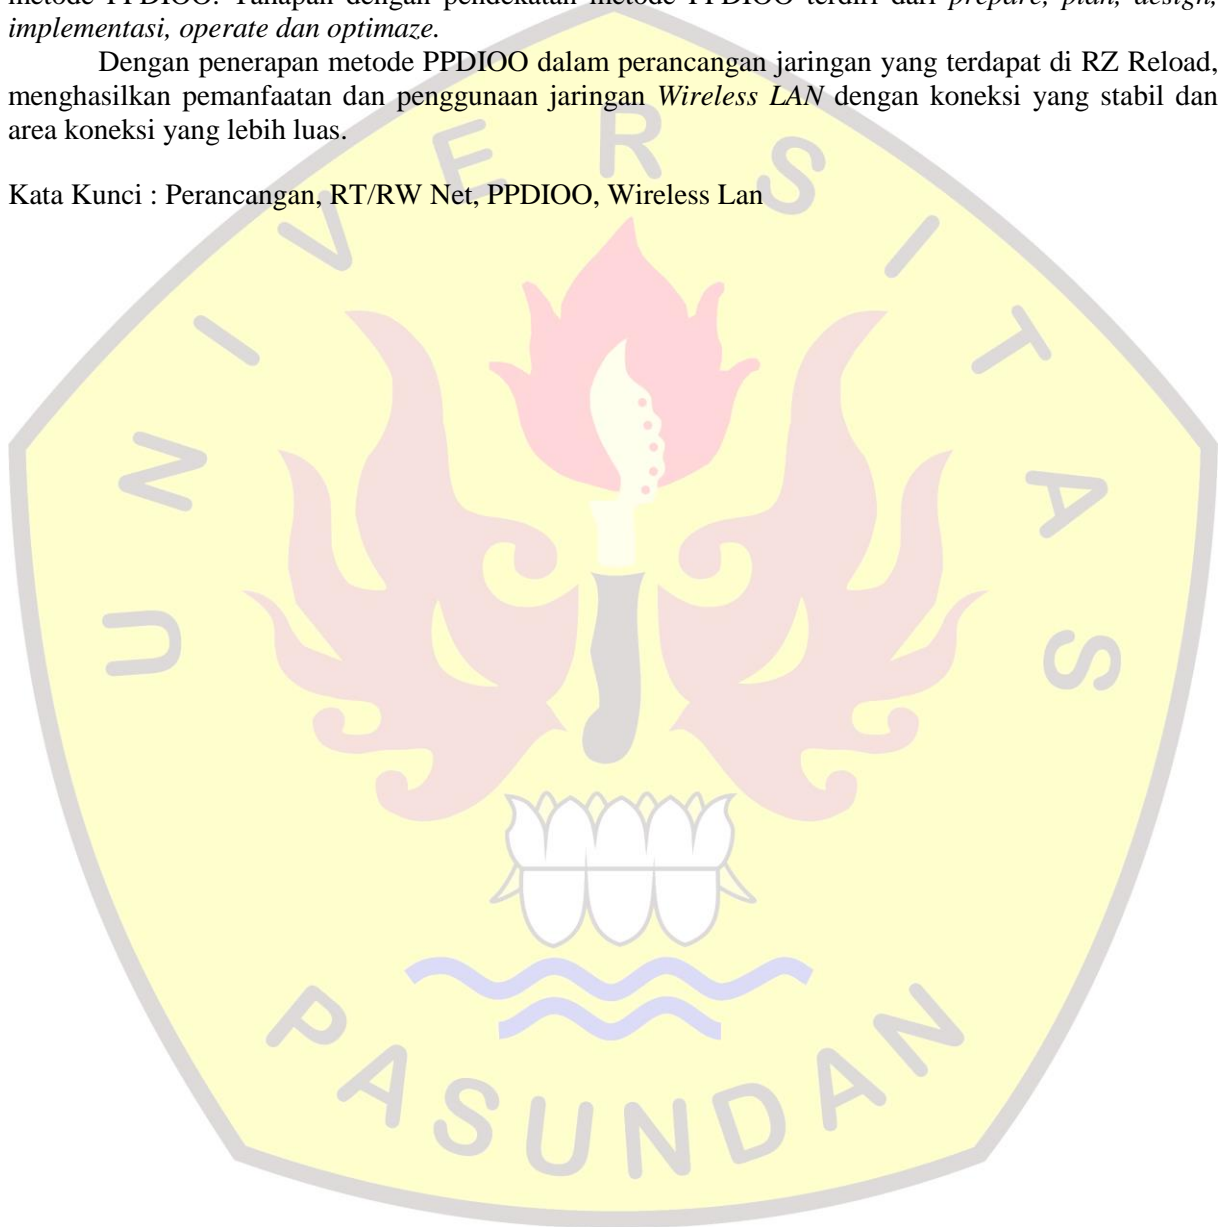 metode PPDIOO. Tahapan dengan pendekatan metode PPDIOO terdiri dari prepare, plan, design,
implementasi, operate dan optimaze.
Dengan penerapan metode PPDIOO dalam perancangan jaringan yang terdapat di RZ Reload,
menghasilkan pemanfaatan dan penggunaan jaringan Wireless LAN dengan koneksi yang stabil dan
area koneksi yang lebih luas.
Kata Kunci : Perancangan, RT/RW Net, PPDIOO, Wireless Lan
UNIVERSITAS
PASUNDAN